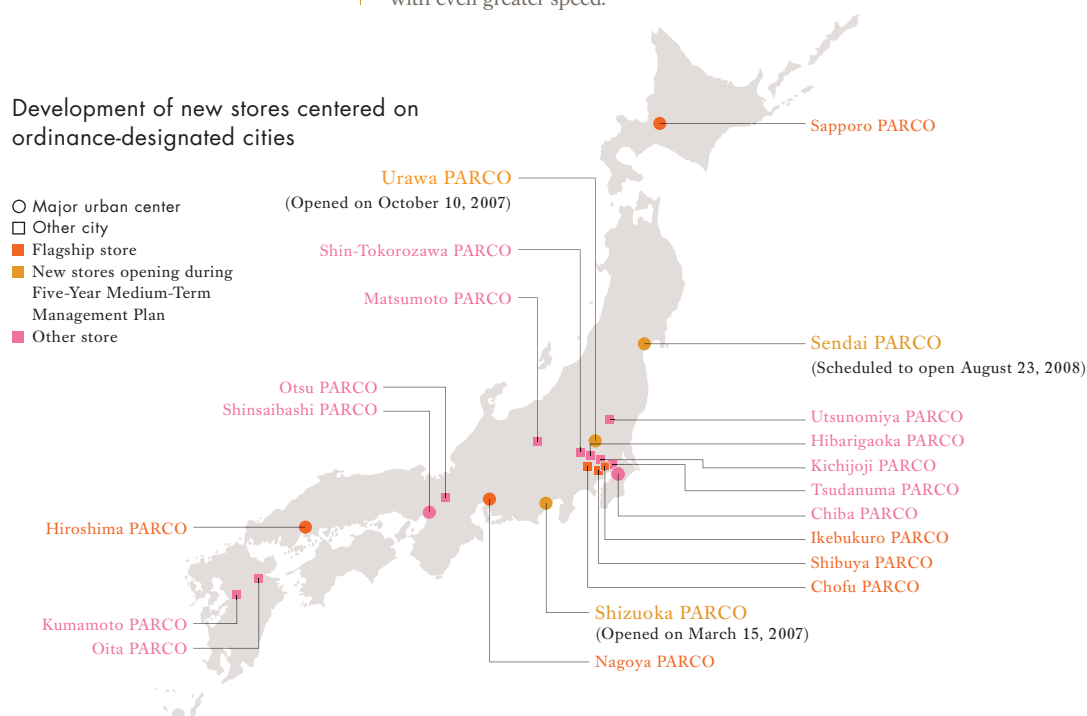 with even greater speed.
Development of new stores centered on
ordinance-designated cities
Major urban center
Other city
Flagship store
New stores opening during
Five-Year Medium-Term
Management Plan
Other store
Sapporo PARCO
Urawa PARCO
(Opened on October 10, 2007)
Shin-Tokorozawa PARCO
Matsumoto PARCO
Sendai PARCO
(Scheduled to open August 23, 2008)
Otsu PARCO
Shinsaibashi PARCO
Utsunomiya PARCO
Hibarigaoka PARCO
Kichijoji PARCO
Tsudanuma PARCO
Chiba PARCO
Ikebukuro PARCO
Shibuya PARCO
Chofu PARCO
Hiroshima PARCO
Kumamoto PARCO
Oita PARCO
Shizuoka PARCO
(Opened on March 15, 2007)
Nagoya PARCO